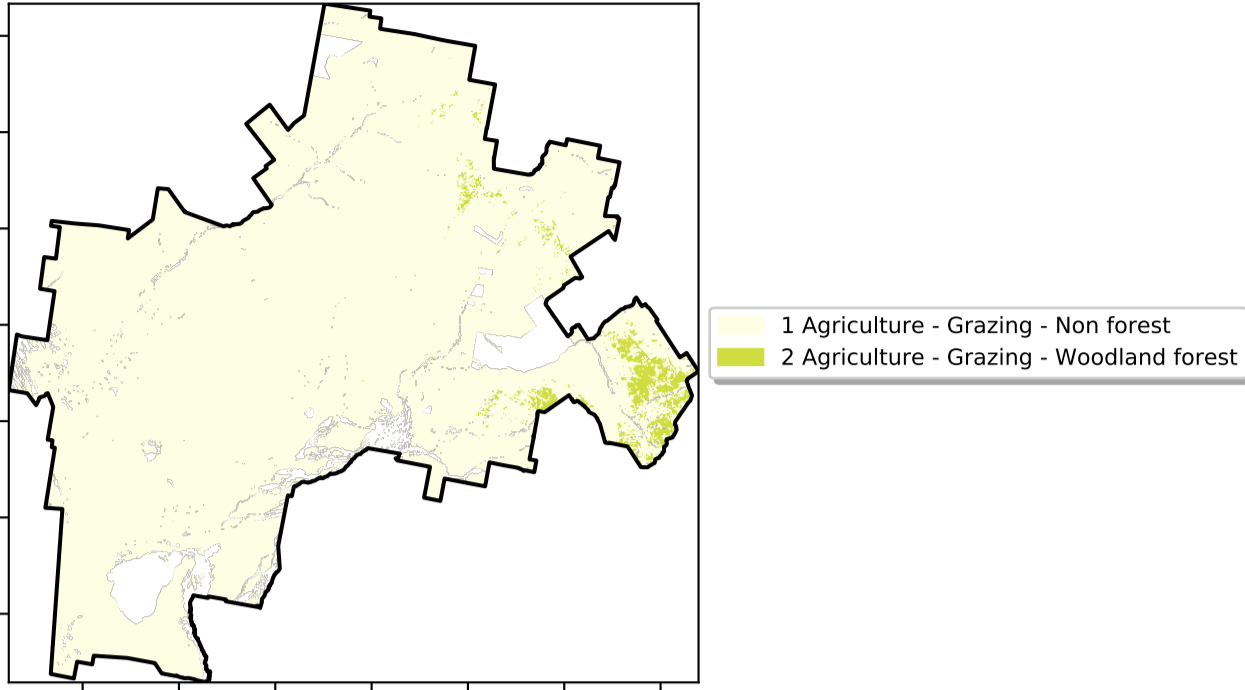 1 Agriculture - Grazing - Non forest
2 Agriculture - Grazing - Woodland forest